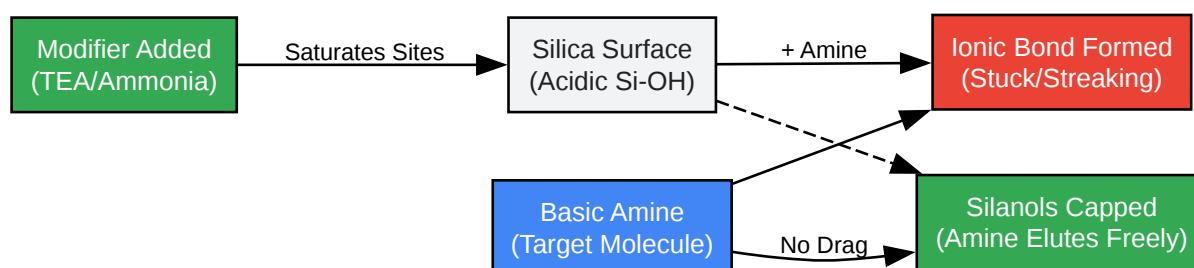 Modifier Added
(TEA/Ammonia)
Saturates Sites
Silica Surface
(Acidic Si-OH)
+ Amine
Ionic Bond Formed
(Stuck/Streaking)
Basic Amine
(Target Molecule)
No Drag
Silanols Capped
(Amine Elutes Freely)